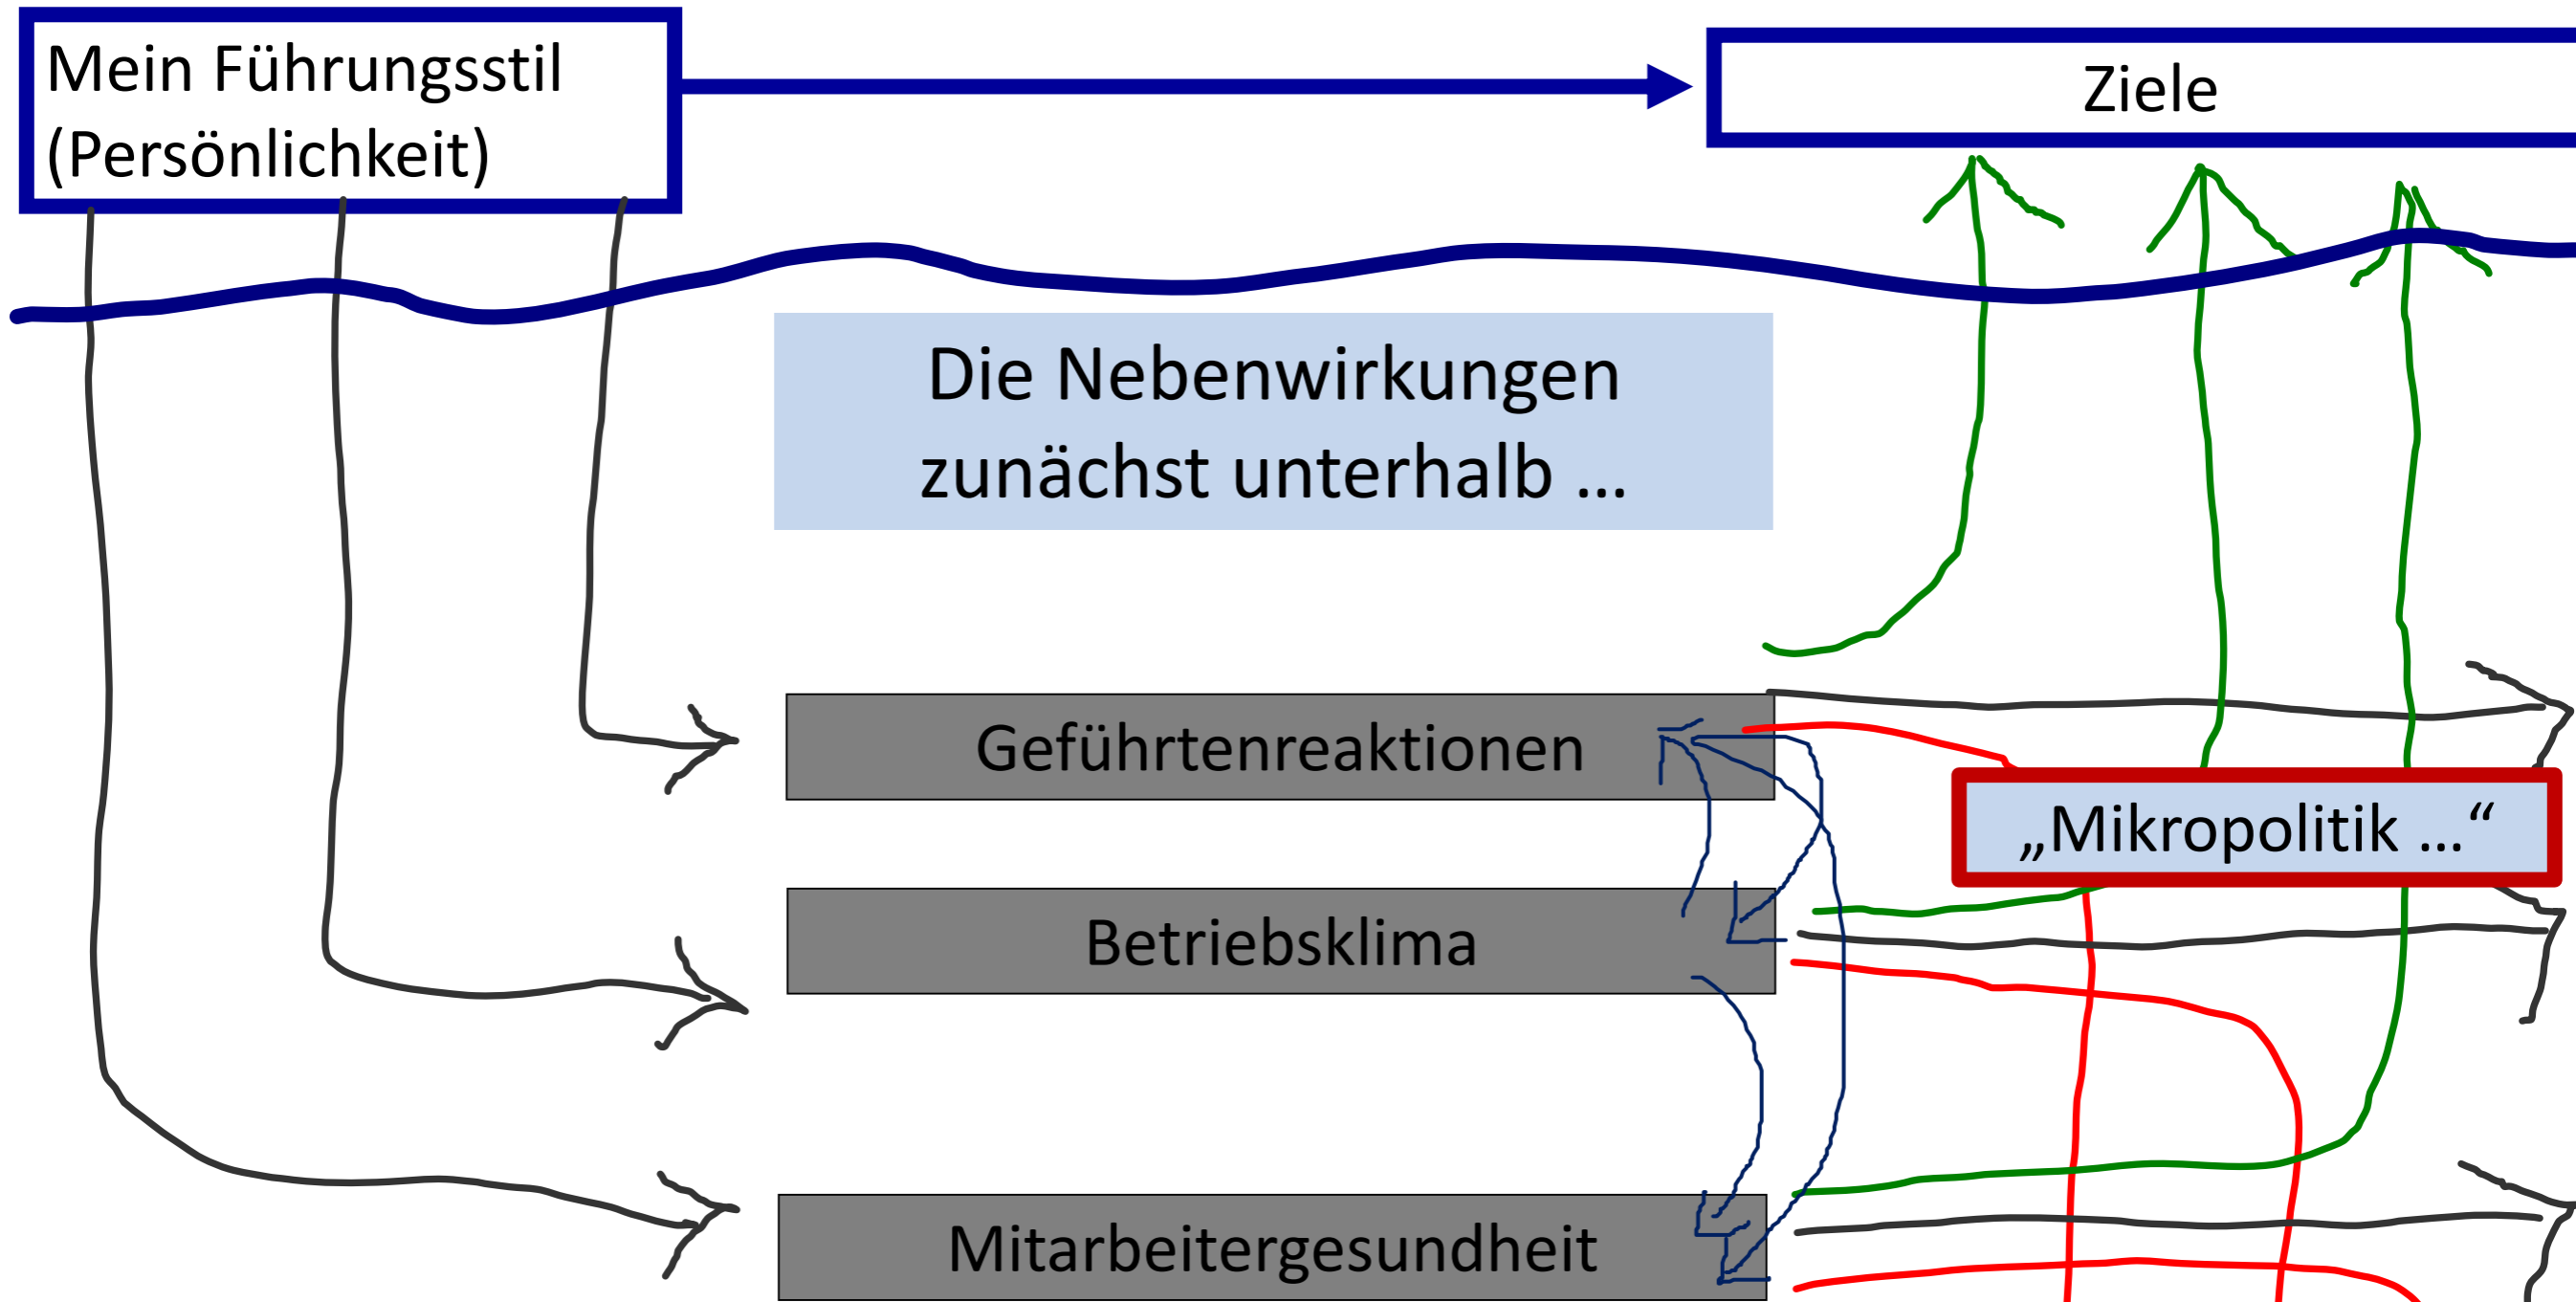 Mein Führungsstil
(Persönlichkeit)
Ziele
Die Nebenwirkungen
zunächst unterhalb ...
Geführtenreaktionen
„Mikropolitik ...“
Betriebsklima
Mitarbeitergesundheit